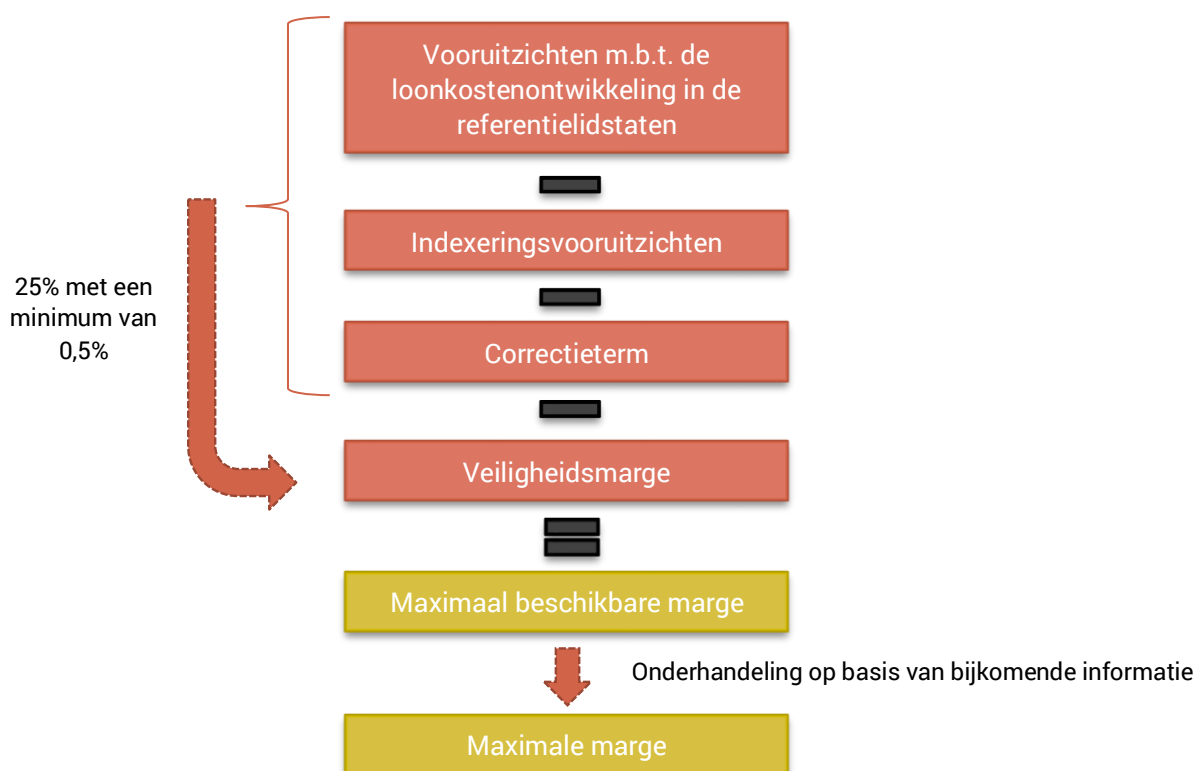 Vooruitzichten m.b.t. de
loonkostenontwikkeling in de
referentielidstaten
Indexeringsvooruitzichten
25% met een
minimum van
0,5%
Correctieterm
Veiligheidsmarge
Maximaal beschikbare marge
Onderhandeling op basis van bijkomende informatie
Maximale marge